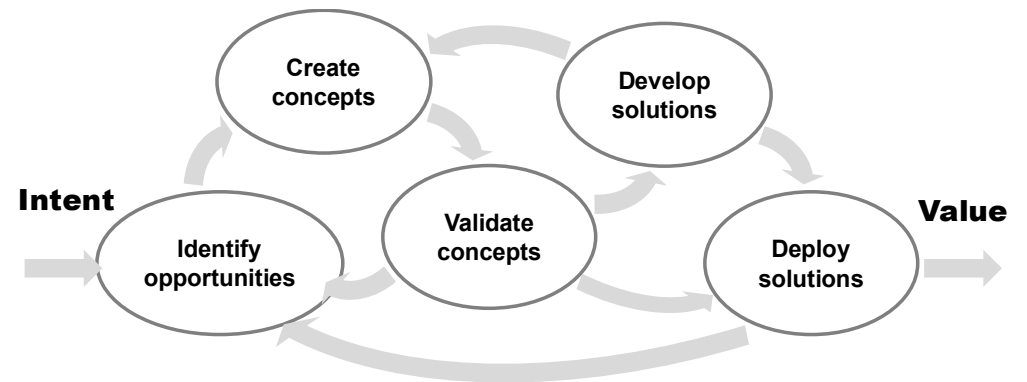 Create
concepts
Develop
solutions
Intent
Identify
opportunities
Validate
concepts
Deploy
solutions
Value